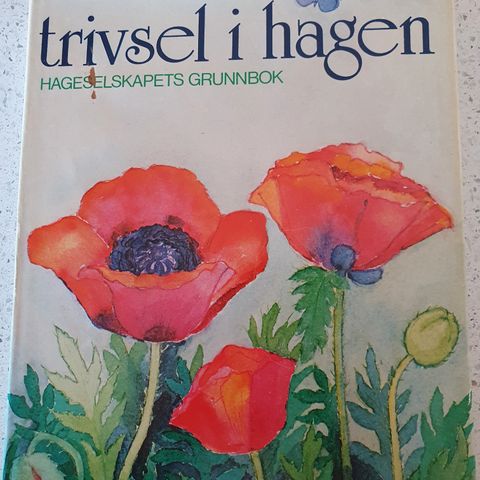 trivsel i hagen
HAGESELSKAPETS GRUNNBOK